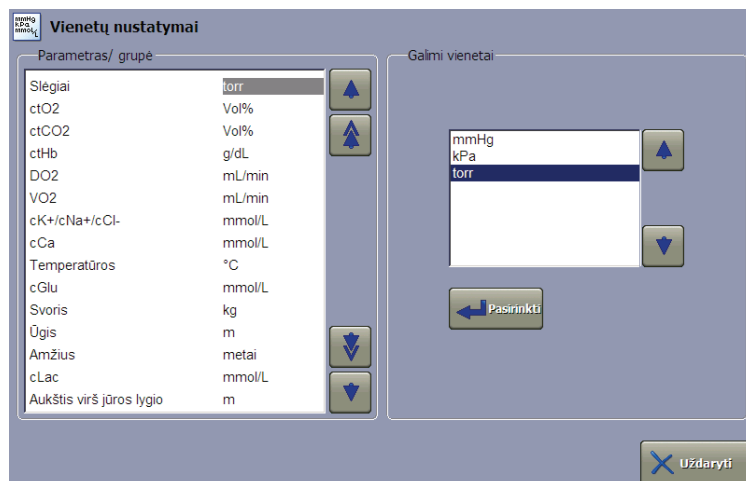 mmHg
kPa
mmol/L
Vienetų nustatymai
Parametras/ grupė
Slėgiai torr
ctO2 Vol%
ctCO2 Vol%
ctHb g/dL
DO2 mL/min
VO2 mL/min
cK+/cNa+/cCl- mmol/L
cCa mmol/L
Temperatūros °C
cGlu mmol/L
Svoris kg
Ūgis m
Amžius metai
cLac mmol/L
Aukštis virš jūros lygio m
Galimi vienetai
mmHg
kPa
torr
Pasirinkti
Uždaryti